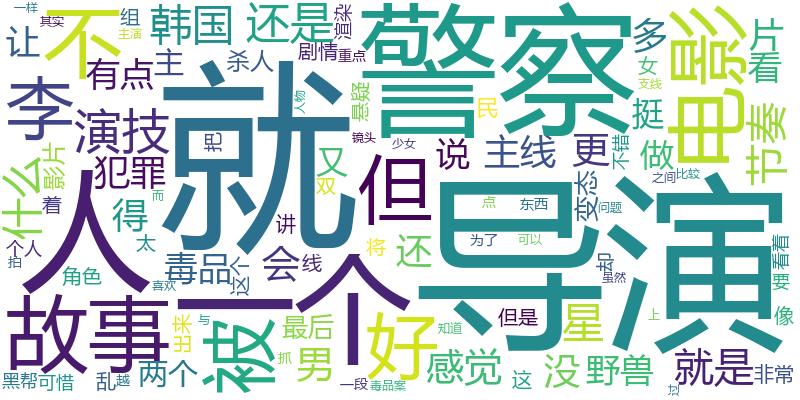 一样
其实
主演
组
韩国
还是
渲染
警察
多
电影
片
让
不
主
杀人
剧情
重点
女
看
李
有点
支线
演技
就
人物
悬疑
民
挺
节奏
什么
影片
犯罪
把
镜头
少女
但
说
主线
更
不错
做
又
双
而
着
得
人
讲
点
东西
变态
之间
比较
问题
个人
太
毒品
这个
会
线
将
还
为了
可以
却
虽然
看着
要
拍
角色
喜欢
一个
导演
故事
出来
与
被
最后
好
知道
但是
星
上
像
黑帮
可惜
乱
越
两个
抓
男
一段
毒品案
感觉
这
没
野兽
就是
非常
过